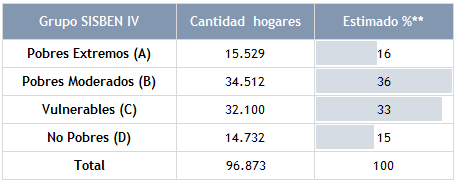 Grupo SISBEN IV Cantidad hogares Estimado %**
Pobres Extremos (A) 15.529 16
Pobres Moderados (B) 34.512 36
Vulnerables (C) 32.100 33
No Pobres (D) 14.732 15
Total 96.873 100